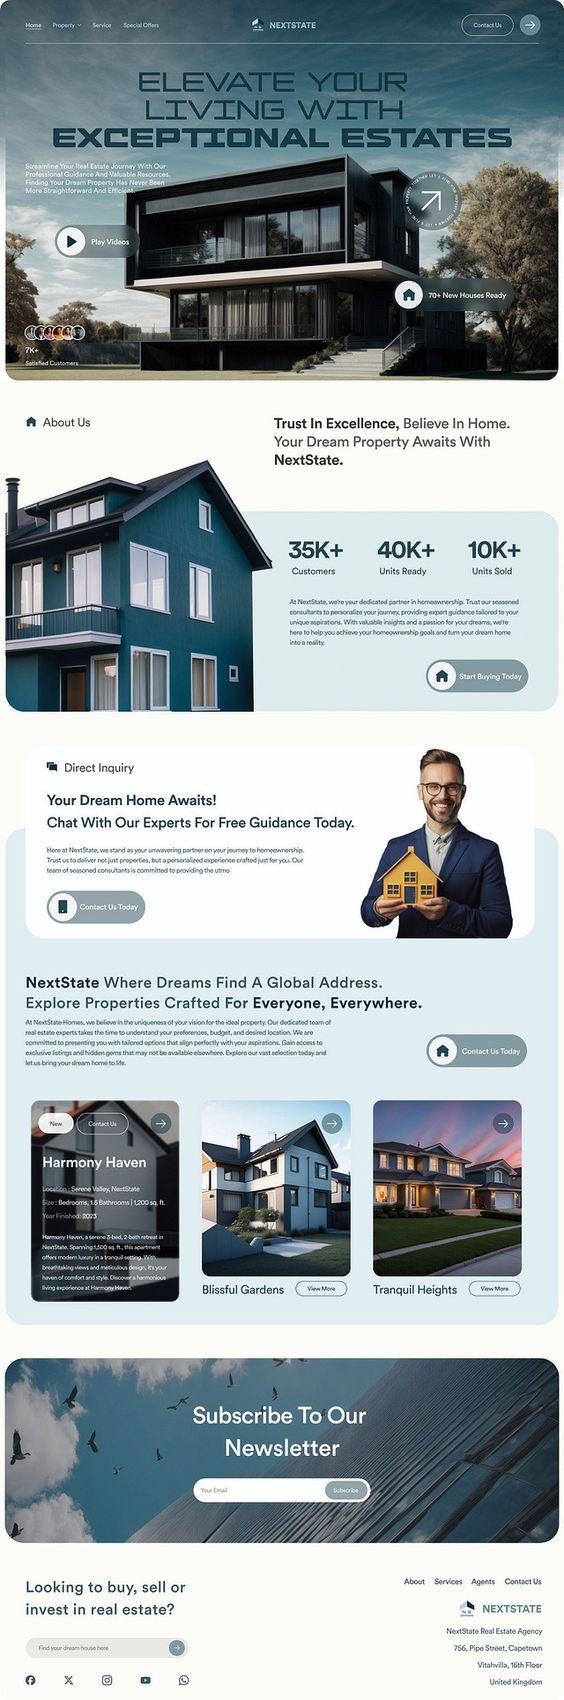 Home
Property
Service
Special Offers
NEXTSTATE
Contact Us
ELEVATE YOUR
LIVING WITH
EXCEPTIONAL ESTATES
Streamline Your Real Estate Journey With Our
Professional Guidance And Valuable Resources.
Finding Your Dream Property Has Never Been
More Straightforward And Efficient.
Play Videos
70+ New Houses Ready
7K+
Satisfied Customers
About Us
Trust In Excellence, Believe In Home.
Your Dream Property Awaits With
NextState.
35K+
Customers
40K+
Units Ready
10K+
Units Sold
At NextState, we're your dedicated partner in homeownership. Trust our seasoned
consultants to personalize your journey, providing expert guidance tailored to your
unique aspirations. With valuable insights and a passion for your dreams, we're
here to help you achieve your homeownership goals and turn your dream home
into a reality.
Start Buying Today
Direct Inquiry
Your Dream Home Awaits!
Chat With Our Experts For Free Guidance Today.
Here at NextState, we stand as your unwavering partner on your journey to homeownership.
Trust us to deliver not just properties, but a personalized experience crafted just for you. Our
team of seasoned consultants is committed to providing the utmo
Contact Us Today
NextState Where Dreams Find A Global Address.
Explore Properties Crafted For Everyone, Everywhere.
At NextState Homes, we believe in the uniqueness of your vision for the ideal property. Our dedicated team of
real estate experts takes the time to understand your preferences, budget, and desired location. We are
committed to presenting you with tailored options that align perfectly with your aspirations. Gain access to
exclusive listings and hidden gems that may not be available elsewhere. Explore our vast selection today and
let us bring your dream home to life.
Contact Us Today
New
Contact Us
Harmony Haven
Location : Serene Valley, NextState
Size : Bedrooms, 1.5 Bathrooms | 1,200 sq. ft.
Year Finished: 2023
Harmony Haven, a serene 3-bed, 2-bath retreat in
NextState. Spanning 1,500 sq. ft., this apartment
offers modern luxury in a tranquil setting. With
breathtaking views and meticulous design, it's your
haven of comfort and style. Discover a harmonious
living experience at Harmony Haven.
Blissful Gardens
View More
Tranquil Heights
View More
Subscribe To Our
Newsletter
Your Email
Subscribe
Looking to buy, sell or
invest in real estate?
Find your dream house here
About
Services
Agents
Contact Us
NEXTSTATE
NextState Real Estate Agency
756, Pipe Street, Capetown
Vitahvilla, 16th Floor
United Kingdom